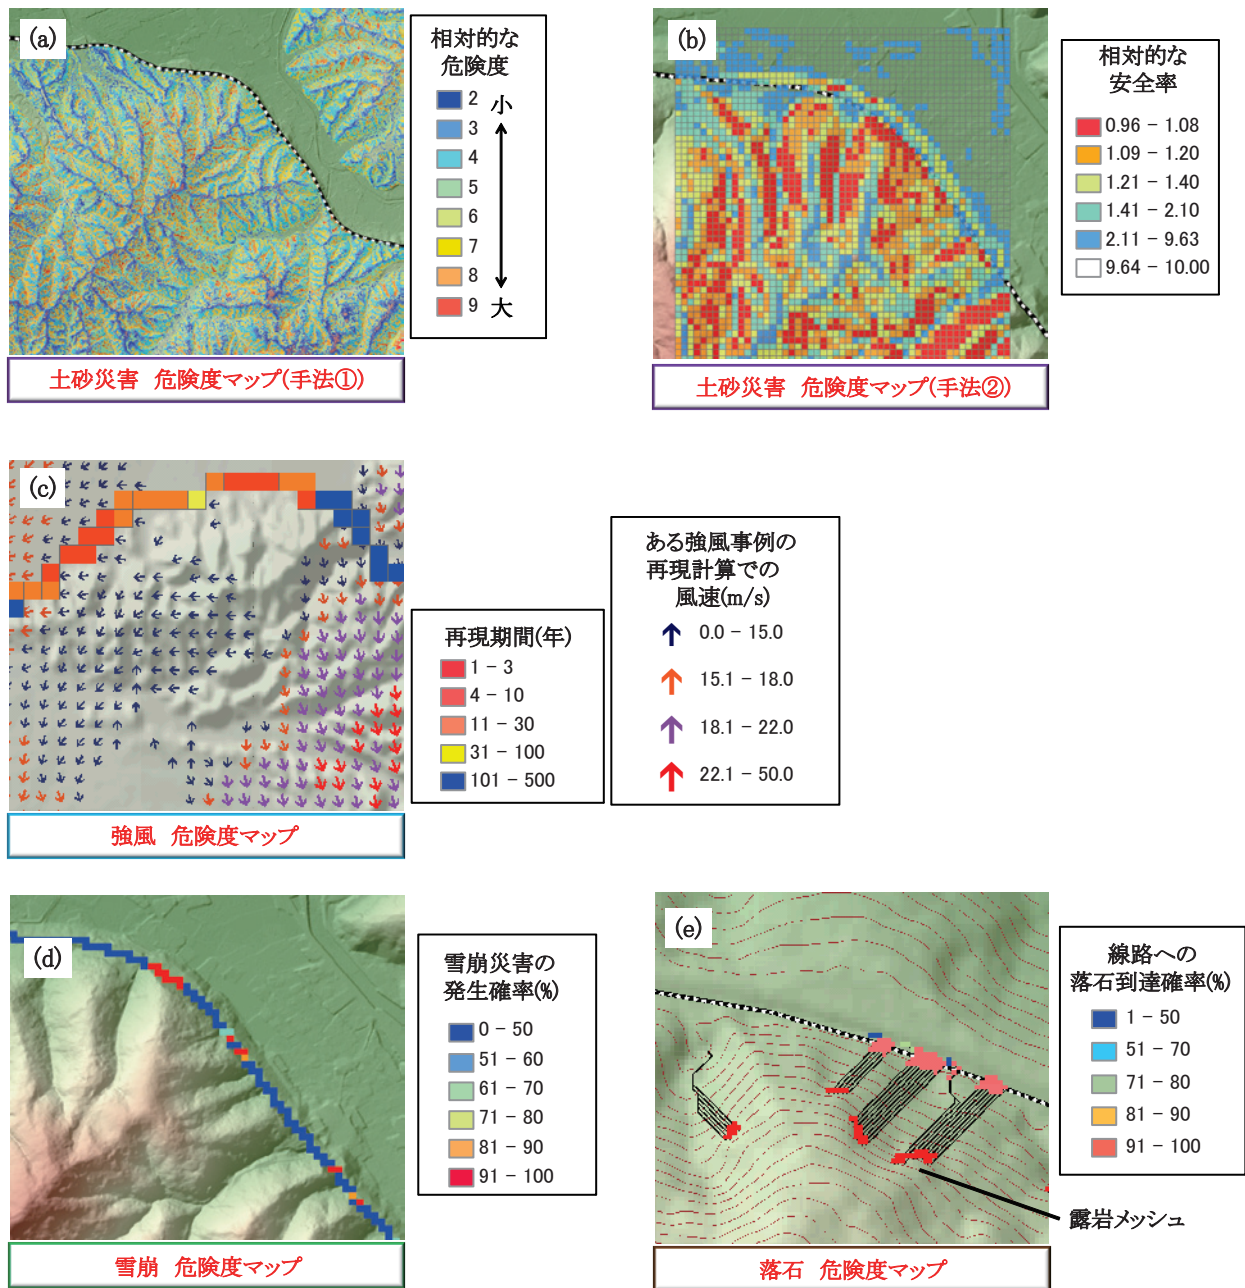 (a)
相対的な
危険度
2 小
3
4
5
6
7
8
9 大
土砂災害 危険度マップ(手法①)
(b)
相対的な
安全率
0.96 − 1.08
1.09 − 1.20
1.21 − 1.40
1.41 − 2.10
2.11 − 9.63
9.64 − 10.00
土砂災害 危険度マップ(手法②)
(c)
再現期間(年)
1 − 3
4 − 10
11 − 30
31 − 100
101 − 500
ある強風事例の
再現計算での
風速(m/s)
0.0 − 15.0
15.1 − 18.0
18.1 − 22.0
22.1 − 50.0
強風 危険度マップ
(d)
雪崩災害の
発生確率(%)
0 − 50
51 − 60
61 − 70
71 − 80
81 − 90
91 − 100
雪崩 危険度マップ
(e)
線路への
落石到達確率(%)
1 − 50
51 − 70
71 − 80
81 − 90
91 − 100
露岩メッシュ
落石 危険度マップ